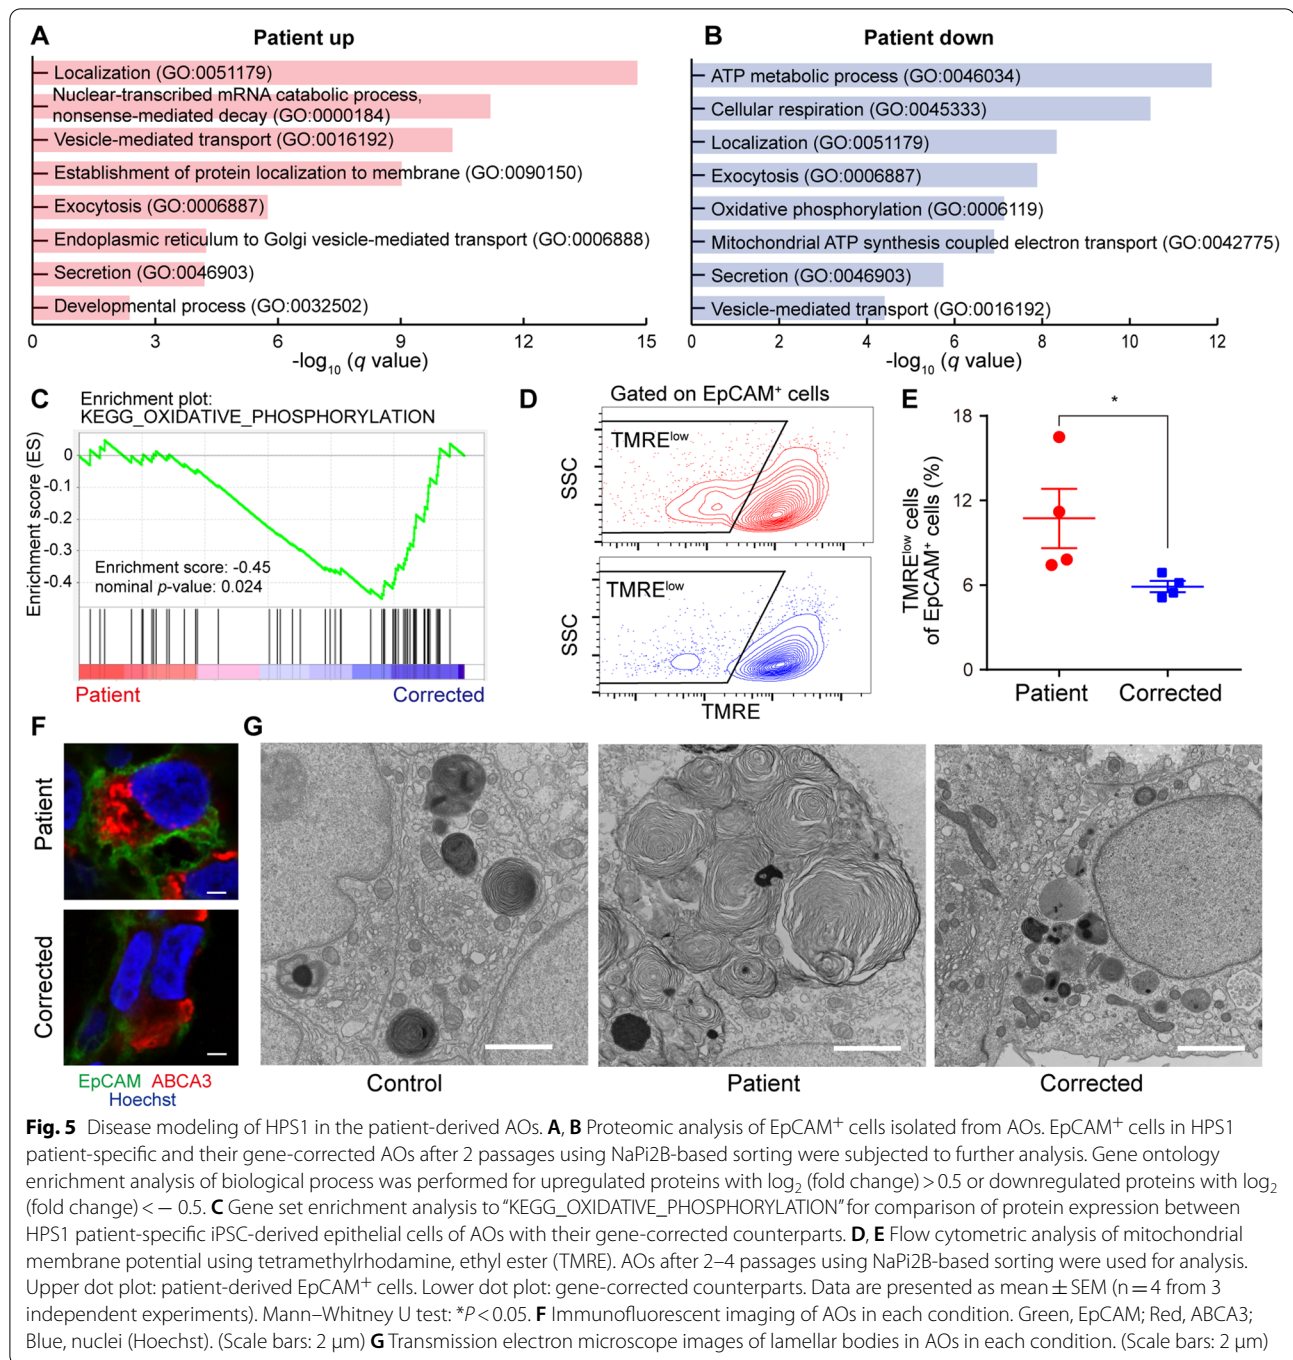 A
Patient up
Localization (GO:0051179)
Nuclear-transcribed mRNA catabolic process,
nonsense-mediated decay (GO:0000184)
Vesicle-mediated transport (GO:0016192)
Establishment of protein localization to membrane (GO:0090150)
Exocytosis (GO:0006887)
Endoplasmic reticulum to Golgi vesicle-mediated transport (GO:0006888)
Secretion (GO:0046903)
Developmental process (GO:0032502)
0 3 6 9 12 15
-log10 (q value)
B
Patient down
ATP metabolic process (GO:0046034)
Cellular respiration (GO:0045333)
Localization (GO:0051179)
Exocytosis (GO:0006887)
Oxidative phosphorylation (GO:0006119)
Mitochondrial ATP synthesis coupled electron transport (GO:0042775)
Secretion (GO:0046903)
Vesicle-mediated transport (GO:0016192)
0 2 4 6 8 10 12
-log10 (q value)
C
Enrichment plot:
KEGG_OXIDATIVE_PHOSPHORYLATION
Enrichment score (ES)
0
-0.1
-0.2
-0.3
-0.4
Enrichment score: -0.45
nominal p-value: 0.024
Patient Corrected
D
Gated on EpCAM+ cells
TMRElow
SSC
TMRElow
SSC
TMRE
E
TMRElow cells
of EpCAM+ cells (%)
18
12
6
0
*
Patient Corrected
F
Patient
Corrected
EpCAM ABCA3
Hoechst
G
Control Patient Corrected
Fig. 5 Disease modeling of HPS1 in the patient-derived AOs. A, B Proteomic analysis of EpCAM+ cells isolated from AOs. EpCAM+ cells in HPS1
patient-specific and their gene-corrected AOs after 2 passages using NaPi2B-based sorting were subjected to further analysis. Gene ontology
enrichment analysis of biological process was performed for upregulated proteins with log2 (fold change) > 0.5 or downregulated proteins with log2
(fold change) < − 0.5. C Gene set enrichment analysis to "KEGG_OXIDATIVE_PHOSPHORYLATION" for comparison of protein expression between
HPS1 patient-specific iPSC-derived epithelial cells of AOs with their gene-corrected counterparts. D, E Flow cytometric analysis of mitochondrial
membrane potential using tetramethylrhodamine, ethyl ester (TMRE). AOs after 2–4 passages using NaPi2B-based sorting were used for analysis.
Upper dot plot: patient-derived EpCAM+ cells. Lower dot plot: gene-corrected counterparts. Data are presented as mean ± SEM (n = 4 from 3
independent experiments). Mann–Whitney U test: *P < 0.05. F Immunofluorescent imaging of AOs in each condition. Green, EpCAM; Red, ABCA3;
Blue, nuclei (Hoechst). (Scale bars: 2 μm) G Transmission electron microscope images of lamellar bodies in AOs in each condition. (Scale bars: 2 μm)